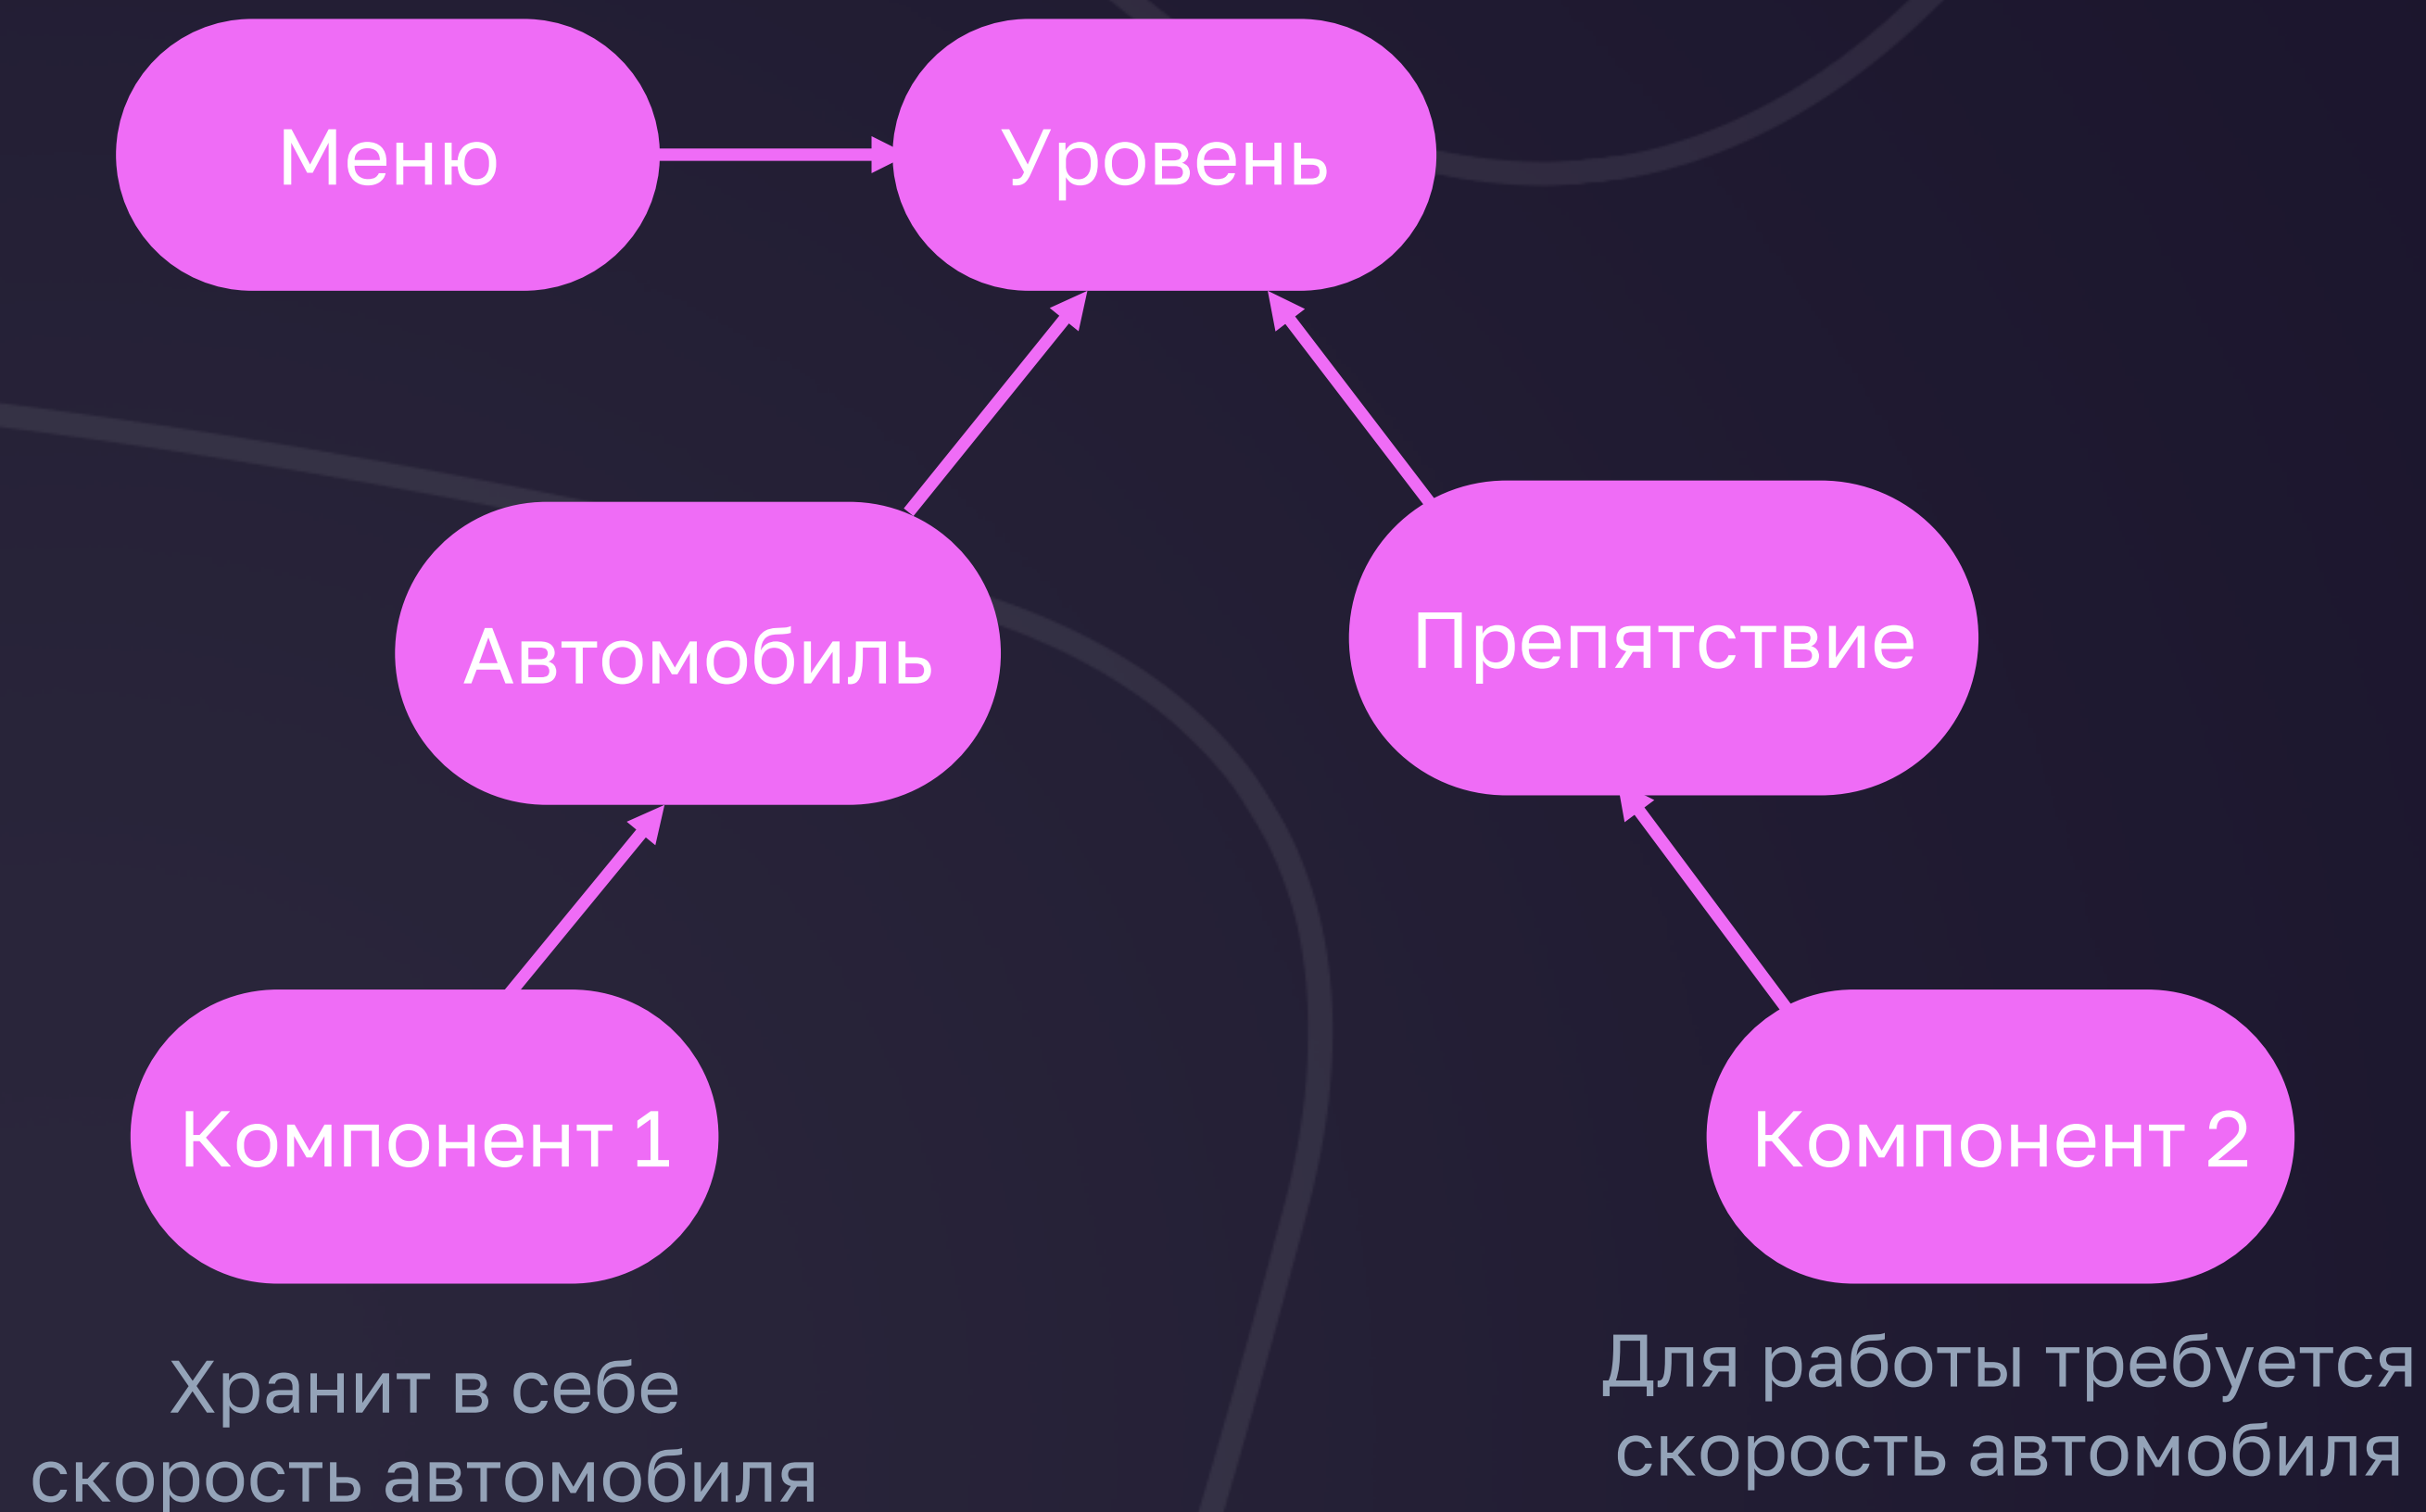 Меню
Уровень
Автомобиль
Препятствие
Компонент 1
Компонент 2
Хранит в себе
скорость автомобиля
Для работы требуется
скорость автомобиля